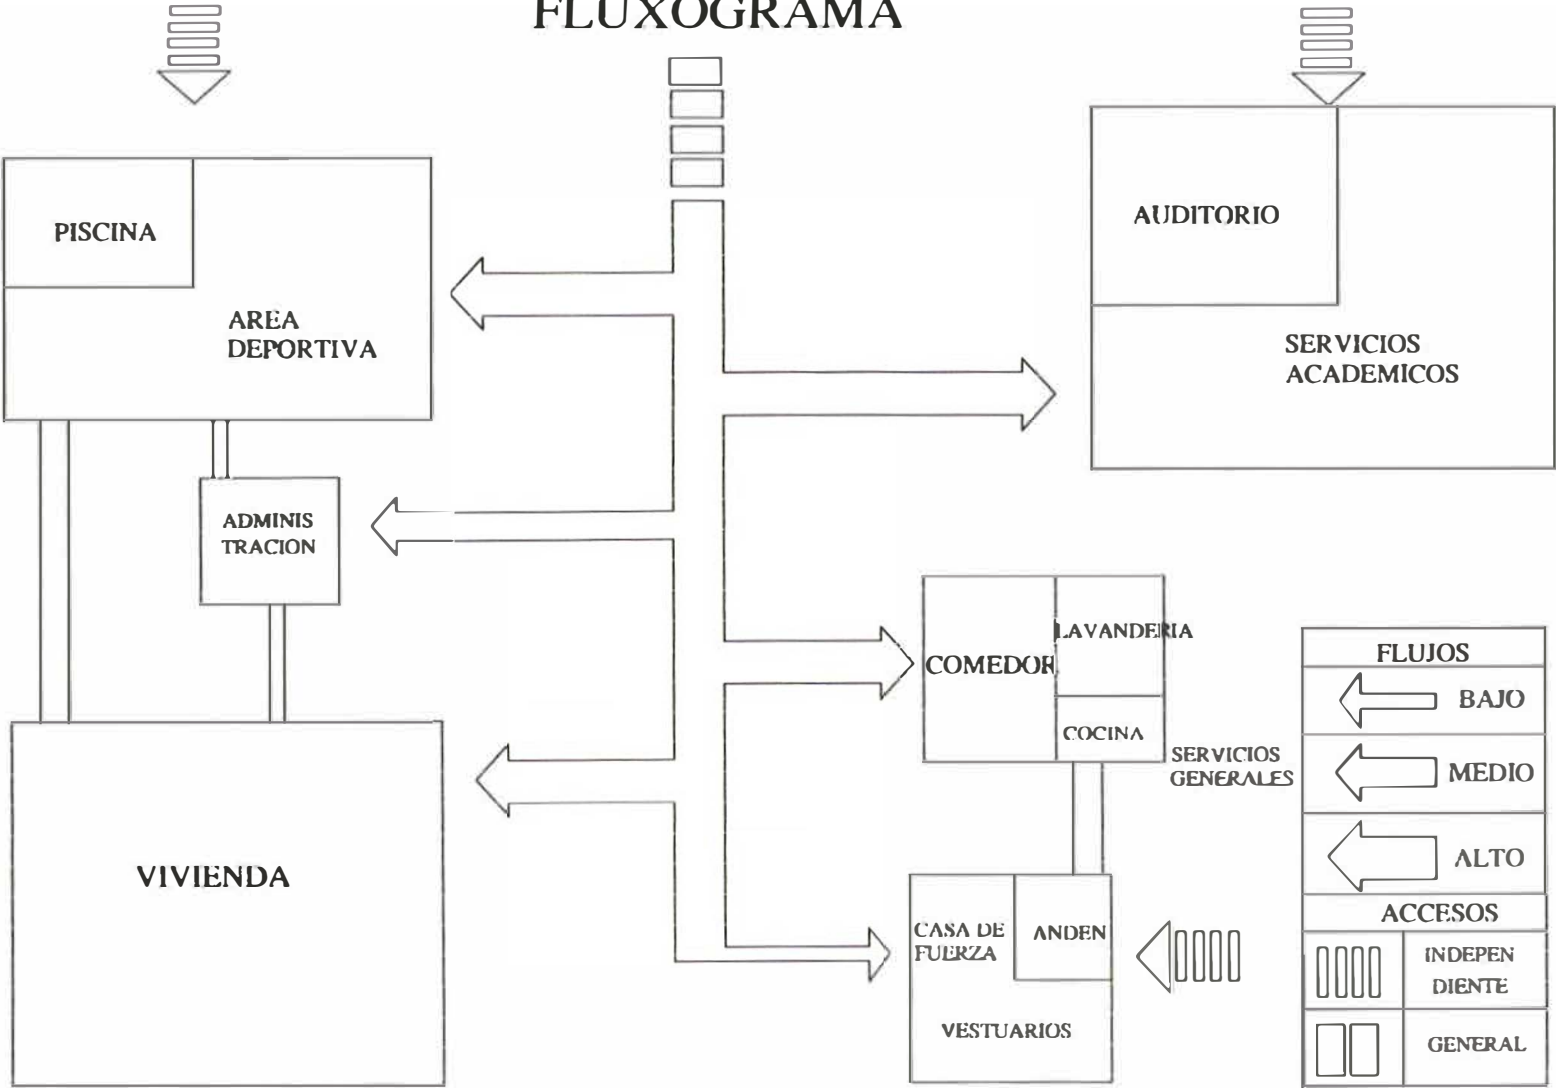 FLUXOGRAMA
PISCINA
AREA
DEPORTIVA
AUDITORIO
SERVICIOS
ACADEMICOS
ADMINIS
TRACION
COMEDOR
LAVANDERIA
COCINA
SERVICIOS
GENERALES
VIVIENDA
CASA DE
FUERZA
ANDEN
VESTUARIOS
FLUJOS
BAJO
MEDIO
ALTO
ACCESOS
INDEPEN
DIENTE
GENERAL